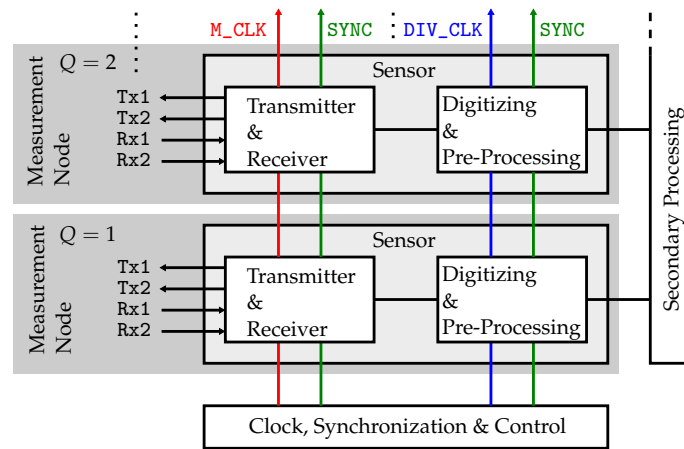 M_CLK SYNC DIV_CLK SYNC
Measurement Node
Q = 2
Sensor
Tx1
Tx2
Rx1
Rx2
Transmitter
&
Receiver
Digitizing
&
Pre-Processing
Measurement Node
Q = 1
Sensor
Tx1
Tx2
Rx1
Rx2
Transmitter
&
Receiver
Digitizing
&
Pre-Processing
Secondary Processing
Clock, Synchronization & Control